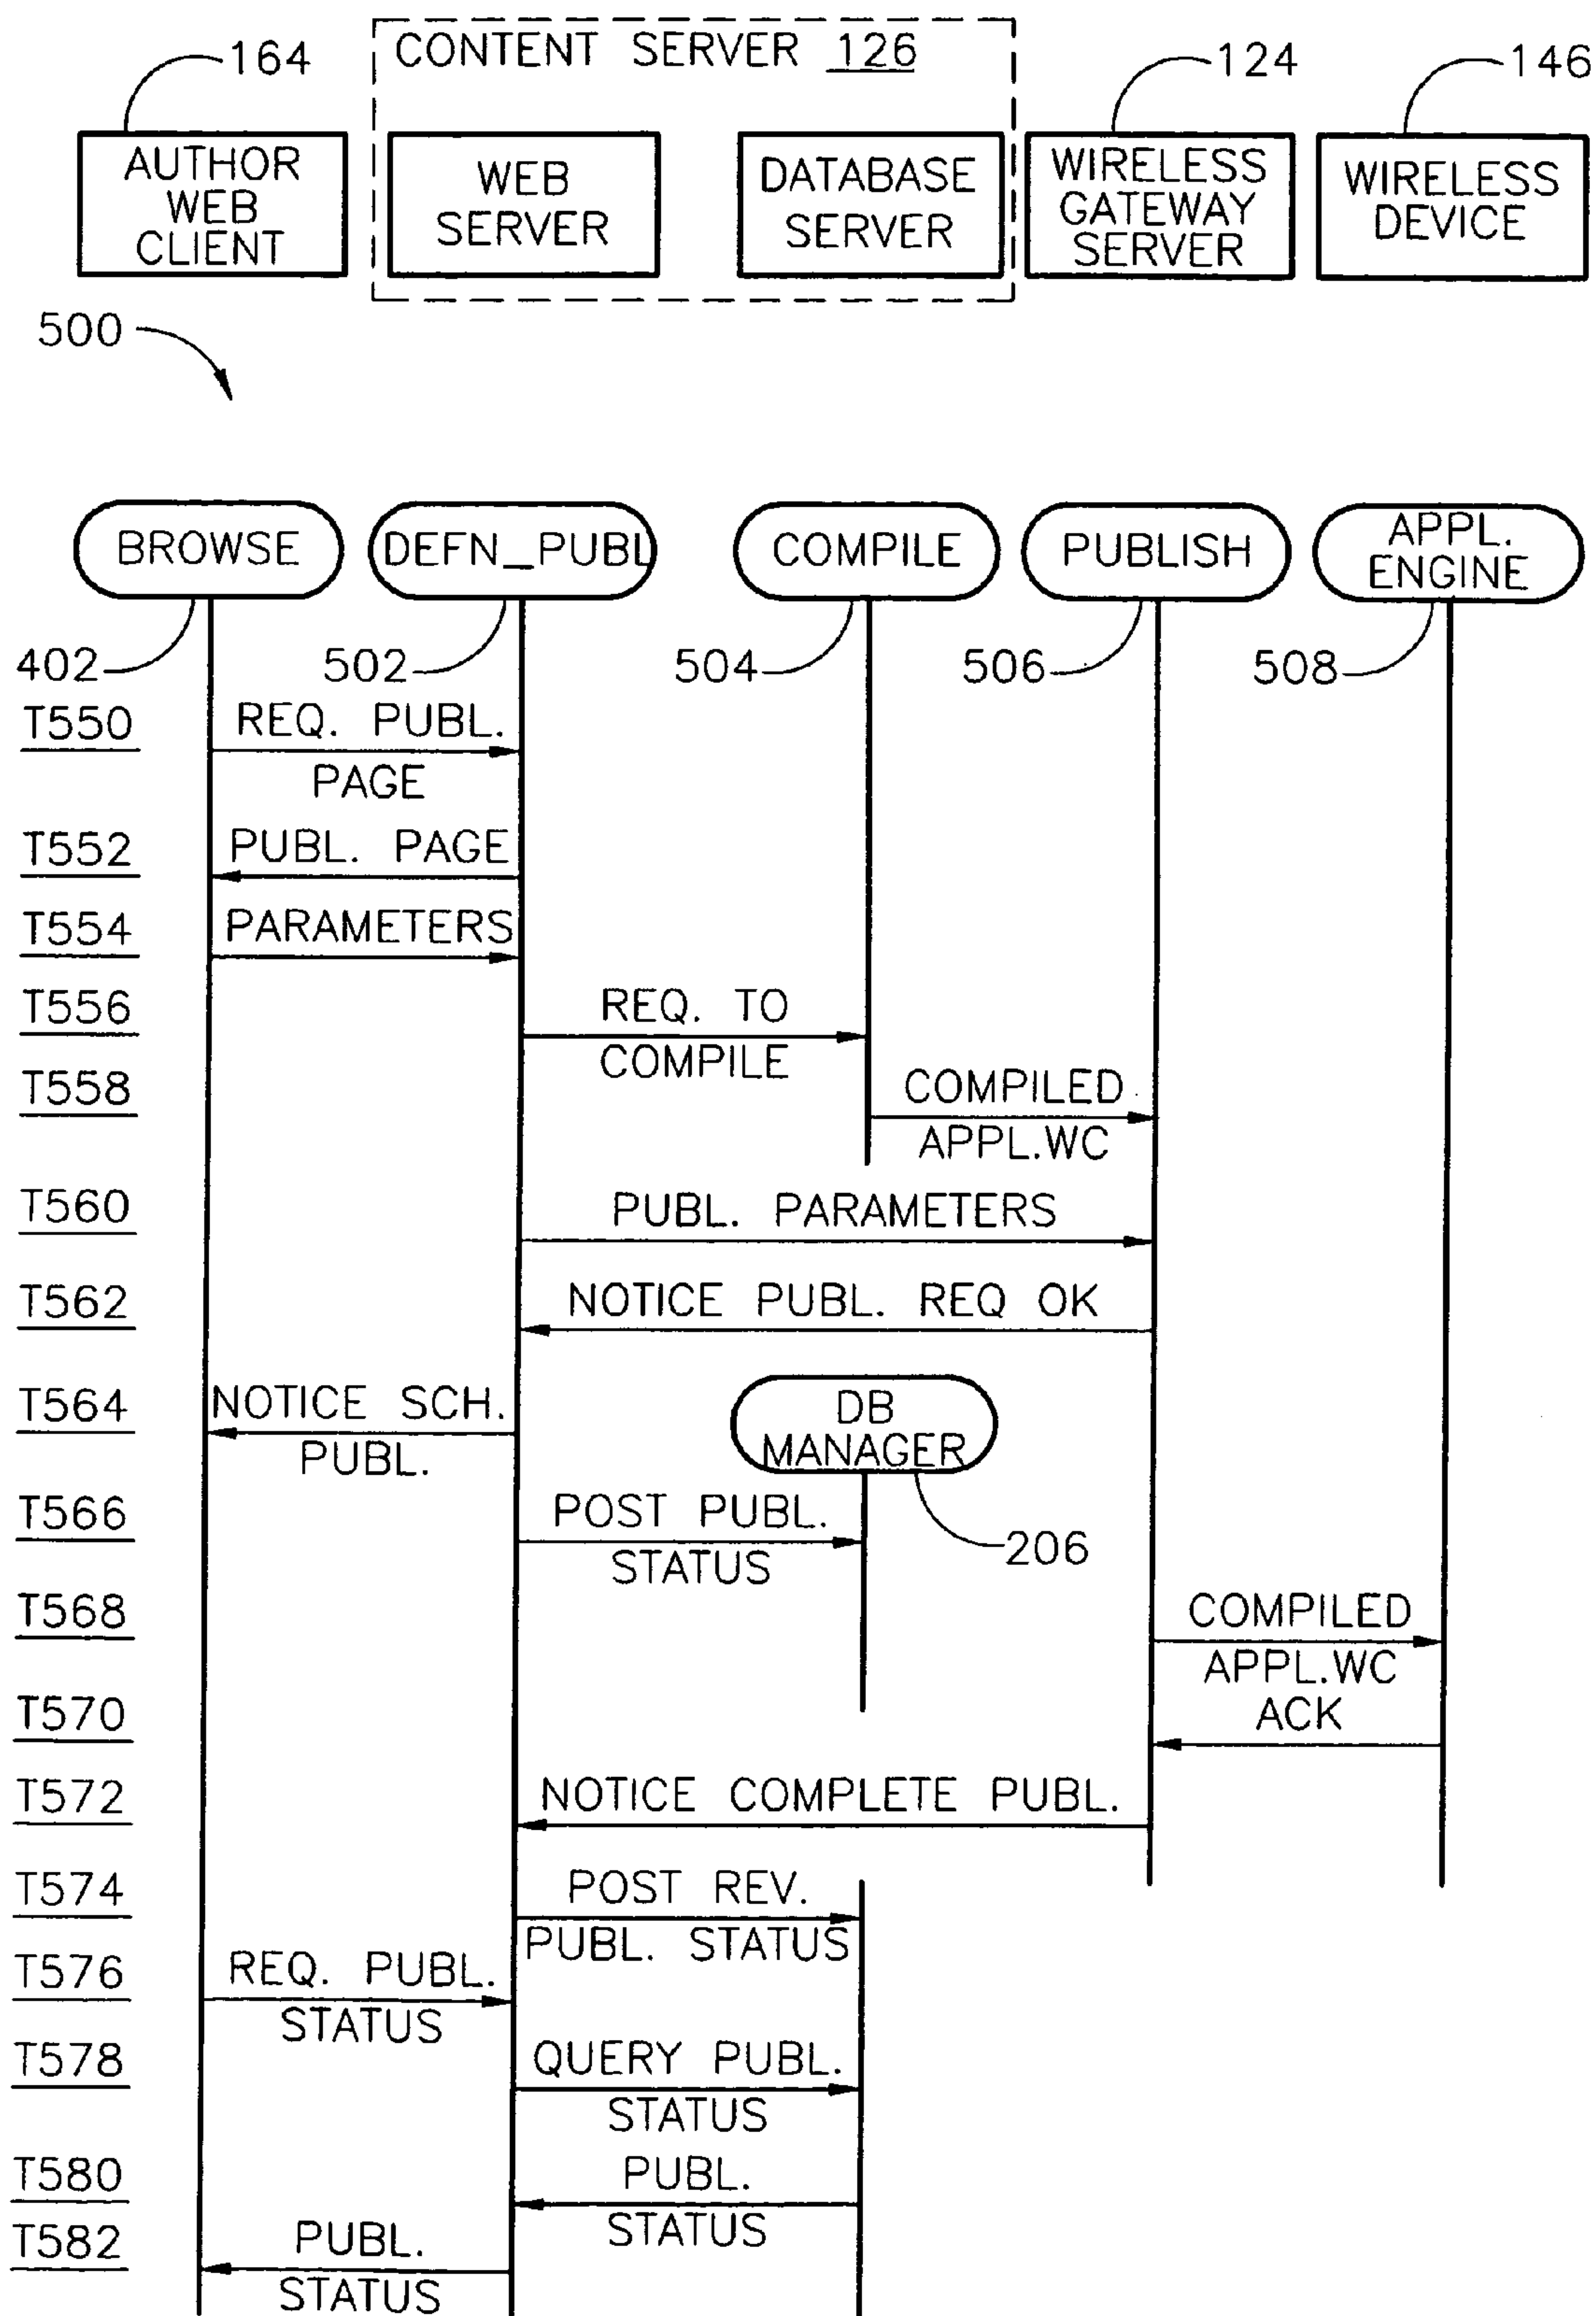 164
CONTENT SERVER 126
124
146
AUTHOR
WEB
CLIENT
WEB
SERVER
DATABASE
SERVER
WIRELESS
GATEWAY
SERVER
WIRELESS
DEVICE
500
BROWSE
DEFN_PUBL
COMPILE
PUBLISH
APPL.
ENGINE
402
502
504
506
508
T550
REQ. PUBL.
PAGE
T552
PUBL. PAGE
T554
PARAMETERS
T556
REQ. TO
COMPILE
T558
COMPILED
APPL.WC
T560
PUBL. PARAMETERS
T562
NOTICE PUBL. REQ OK
T564
NOTICE SCH.
PUBL.
DB
MANAGER
T566
POST PUBL.
STATUS
206
T568
COMPILED
APPL.WC
T570
ACK
T572
NOTICE COMPLETE PUBL.
T574
POST REV.
PUBL. STATUS
T576
REQ. PUBL.
STATUS
T578
QUERY PUBL.
STATUS
T580
PUBL.
STATUS
T582
PUBL.
STATUS